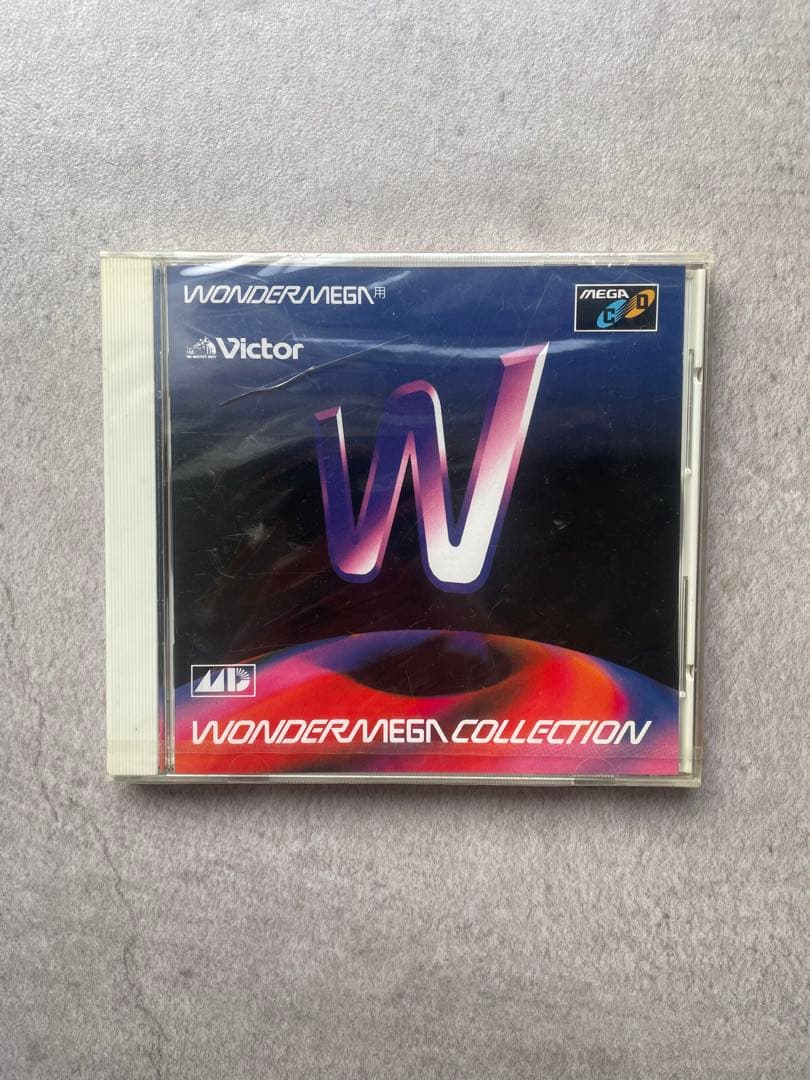 WONDERMEGA用
MEGA
CD
Victor
W
MD
WONDERMEGA COLLECTION